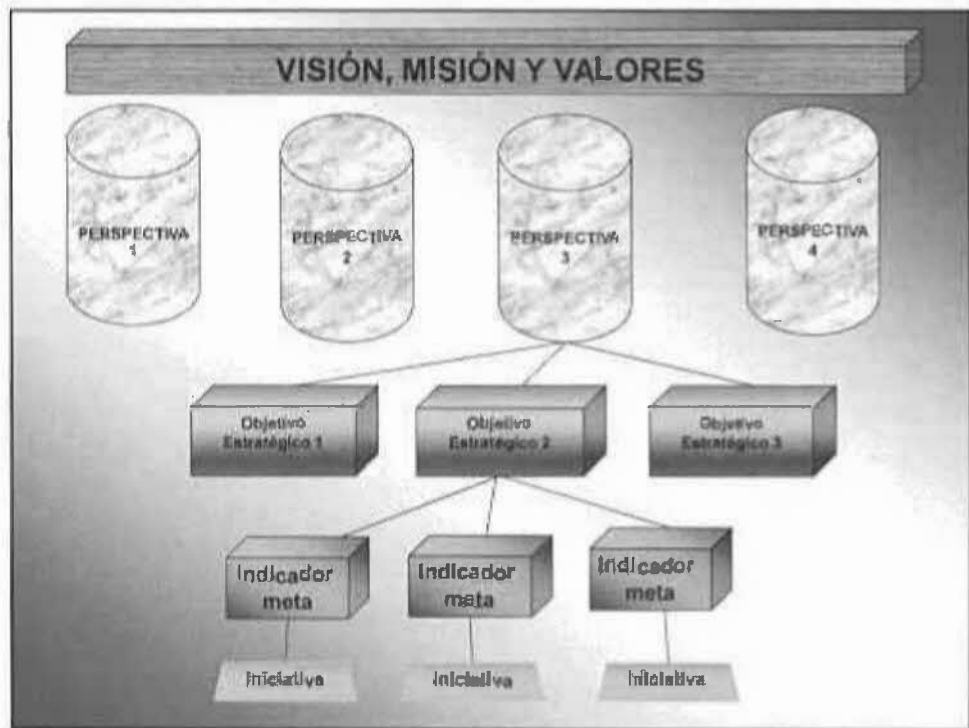 VISIÓN, MISIÓN Y VALORES
PERSPECTIVA
1
PERSPECTIVA
2
PERSPECTIVA
3
PERSPECTIVA
4
Objetivo
Estratégico 1
Objetivo
Estratégico 2
Objetivo
Estratégico 3
Indicador
meta
Indicador
meta
Indicador
meta
Iniciativa
Iniciativa
Iniciativa